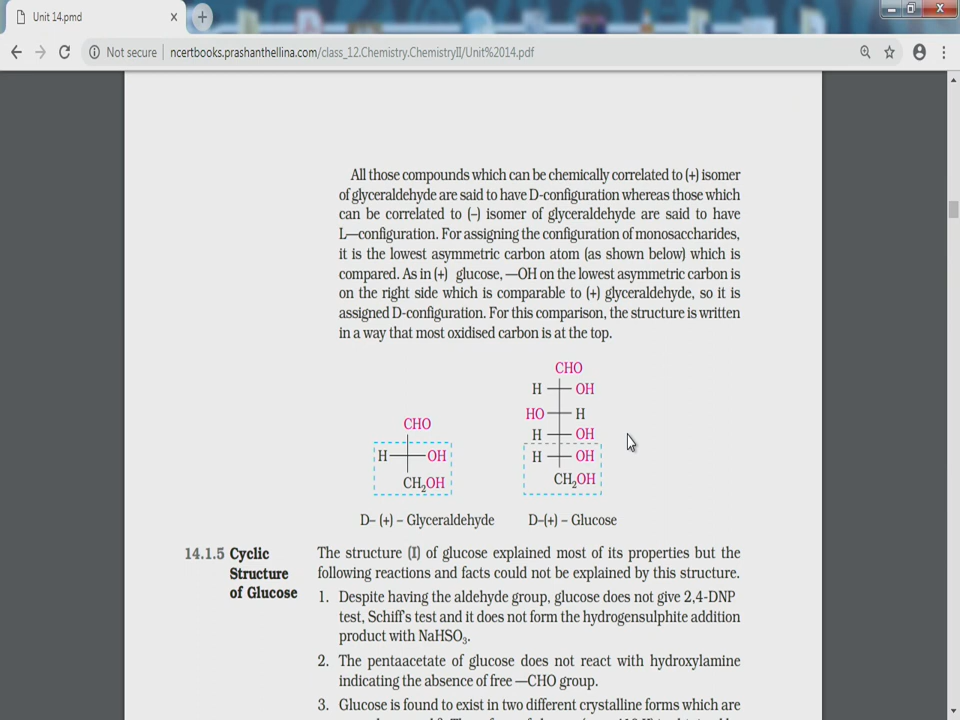 Unit 14.pmd
Not secure | ncertbooks.prashanthellina.com/class_12.Chemistry.ChemistryII/Unit%2014.pdf
All those compounds which can be chemically correlated to (+) isomer
of glyceraldehyde are said to have D-configuration whereas those which
can be correlated to (–) isomer of glyceraldehyde are said to have
L—configuration. For assigning the configuration of monosaccharides,
it is the lowest asymmetric carbon atom (as shown below) which is
compared. As in (+) glucose, —OH on the lowest asymmetric carbon is
on the right side which is comparable to (+) glyceraldehyde, so it is
assigned D-configuration. For this comparison, the structure is written
in a way that most oxidised carbon is at the top.
CHO
H OH
CH₂OH
D– (+) – Glyceraldehyde
CHO
H OH
HO H
H OH
H OH
CH₂OH
D–(+) – Glucose
14.1.5 Cyclic
Structure
of Glucose
The structure (I) of glucose explained most of its properties but the
following reactions and facts could not be explained by this structure.
1. Despite having the aldehyde group, glucose does not give 2,4-DNP
test, Schiff's test and it does not form the hydrogensulphite addition
product with NaHSO₃.
2. The pentaacetate of glucose does not react with hydroxylamine
indicating the absence of free —CHO group.
3. Glucose is found to exist in two different crystalline forms which are